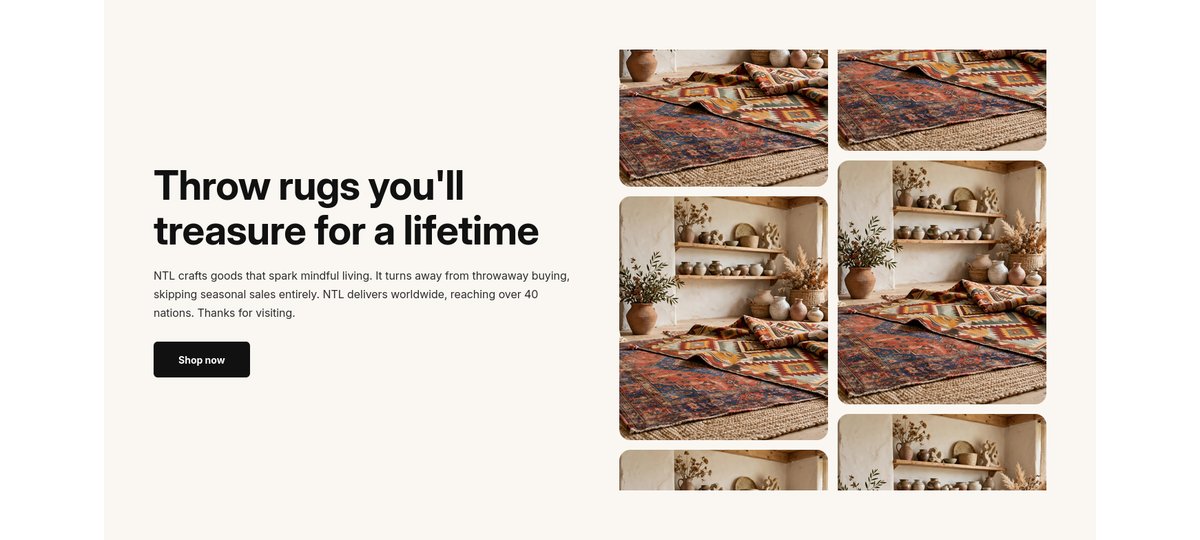 Throw rugs you'll
treasure for a lifetime
NTL crafts goods that spark mindful living. It turns away from throwaway buying,
skipping seasonal sales entirely. NTL delivers worldwide, reaching over 40
nations. Thanks for visiting.
Shop now